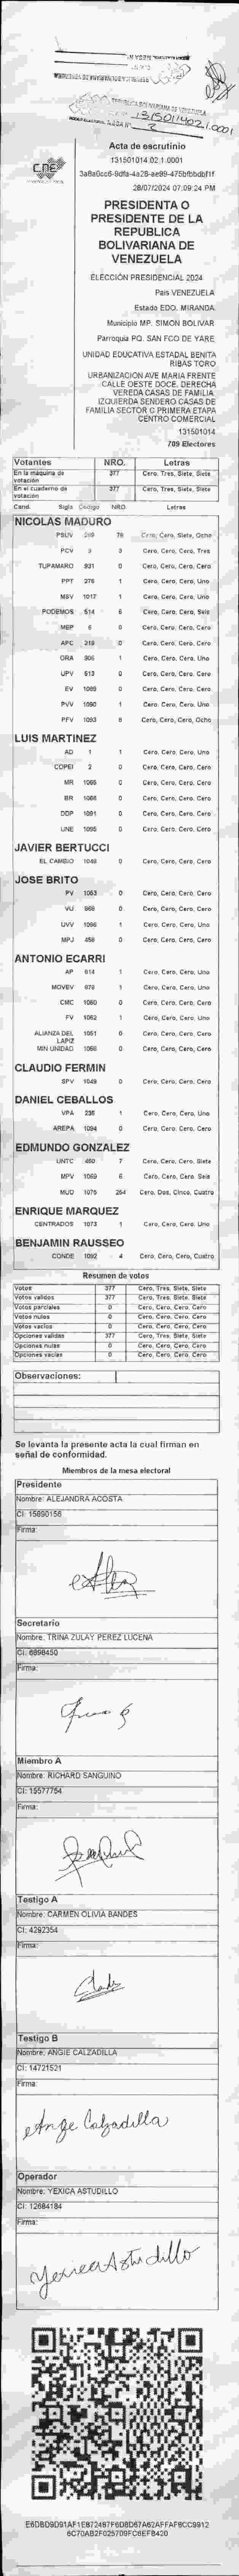 REPUBLICA BOLIVARIANA DE VENEZUELA
131501014.02.1.0001
CNE
Acta de escrutinio
131501014.02.1.0001
28/07/2024 07:09:24 PM
PRESIDENTA O
PRESIDENTE DE LA
REPUBLICA
BOLIVARIANA DE
VENEZUELA
ELECCIÓN PRESIDENCIAL 2024
País VENEZUELA
Estado EDO. MIRANDA
Municipio MP. SIMON BOLIVAR
Parroquia PQ. SAN FCO DE YARE
UNIDAD EDUCATIVA ESTADAL BENITA
RIBAS TORO
URBANIZACION AVE MARIA FRENTE
CALLE OESTE DOCE. DERECHA
VEREDA CASAS DE FAMILIA.
IZQUIERDA SENDERO CASAS DE
FAMILIA SECTOR C PRIMERA ETAPA
CENTRO COMERCIAL
131501014
709 Electores
Votantes NRO. Letras
En la maquina de votación 377 Cero, Tres, Siete, Siete
En el cuaderno de votación 377 Cero, Tres, Siete, Siete
Cand. Sigla Codigo NRO. Letras
NICOLAS MADURO
PSUV 78 Cero, Cero, Siete, Ocho
PCV 3 3 Cero, Cero, Cero, Tres
TUPAMARO 931 0 Cero, Cero, Cero, Cero
PPT 276 1 Cero, Cero, Cero, Uno
MSV 1017 1 Cero, Cero, Cero, Uno
PODEMOS 514 6 Cero, Cero, Cero, Seis
MEP 6 0 Cero, Cero, Cero, Cero
APC 0 Cero, Cero, Cero, Cero
ORA 306 1 Cero, Cero, Cero, Uno
UPV 513 0 Cero, Cero, Cero, Cero
EV 1089 0 Cero, Cero, Cero, Cero
PVV 1090 1 Cero, Cero, Cero, Uno
PFV 1093 8 Cero, Cero, Cero, Ocho
LUIS MARTINEZ
AD 1 1 Cero, Cero, Cero, Uno
COPEI 2 0 Cero, Cero, Cero, Cero
MR 1065 0 Cero, Cero, Cero, Cero
BR 1066 0 Cero, Cero, Cero, Cero
DDP 1091 0 Cero, Cero, Cero, Cero
UNE 1095 0 Cero, Cero, Cero, Cero
JAVIER BERTUCCI
EL CAMBIO 1048 0 Cero, Cero, Cero, Cero
JOSE BRITO
PV 1053 0 Cero, Cero, Cero, Cero
VU 968 0 Cero, Cero, Cero, Cero
UVV 1096 1 Cero, Cero, Cero, Uno
MPJ 458 0 Cero, Cero, Cero, Cero
ANTONIO ECARRI
AP 614 1 Cero, Cero, Cero, Uno
MOVEV 978 1 Cero, Cero, Cero, Uno
CMC 1060 0 Cero, Cero, Cero, Cero
FV 1062 1 Cero, Cero, Cero, Uno
ALIANZA DEL LAPIZ 1051 0 Cero, Cero, Cero, Cero
MIN UNIDAD 1068 0 Cero, Cero, Cero, Cero
CLAUDIO FERMIN
SPV 1049 0 Cero, Cero, Cero, Cero
DANIEL CEBALLOS
VPA 238 1 Cero, Cero, Cero, Uno
AREPA 1094 0 Cero, Cero, Cero, Cero
EDMUNDO GONZALEZ
UNTC 450 7 Cero, Cero, Cero, Siete
MPV 1069 6 Cero, Cero, Cero, Seis
MUD 1075 254 Cero, Dos, Cinco, Cuatro
ENRIQUE MARQUEZ
CENTRADOS 1073 1 Cero, Cero, Cero, Uno
BENJAMIN RAUSSEO
CONDE 1092 4 Cero, Cero, Cero, Cuatro
Resumen de votos
Votos 377 Cero, Tres, Siete, Siete
Votos validos 377 Cero, Tres, Siete, Siete
Votos parciales 0 Cero, Cero, Cero, Cero
Votos nulos 0 Cero, Cero, Cero, Cero
Votos vacíos 0 Cero, Cero, Cero, Cero
Opciones validas 377 Cero, Tres, Siete, Siete
Opciones nulas 0 Cero, Cero, Cero, Cero
Opciones vacías 0 Cero, Cero, Cero, Cero
Observaciones:
Se levanta la presente acta la cual firman en
señal de conformidad.
Miembros de la mesa electoral
Presidente
Nombre: ALEJANDRA ACOSTA
CI: 15890156
Firma:
Secretario
Nombre: TRINA ZULAY PEREZ LUCENA
CI: 6898450
Firma:
Miembro A
Nombre: RICHARD SANGUINO
CI: 15577754
Firma:
Testigo A
Nombre: CARMEN OLIVIA BANDES
CI: 4292354
Firma:
Testigo B
Nombre: ANGIE CALZADILLA
CI: 14721521
Firma:
Ange Calzadilla
Operador
Nombre: YEXICA ASTUDILLO
CI: 12684184
Firma:
Yexica Astudillo